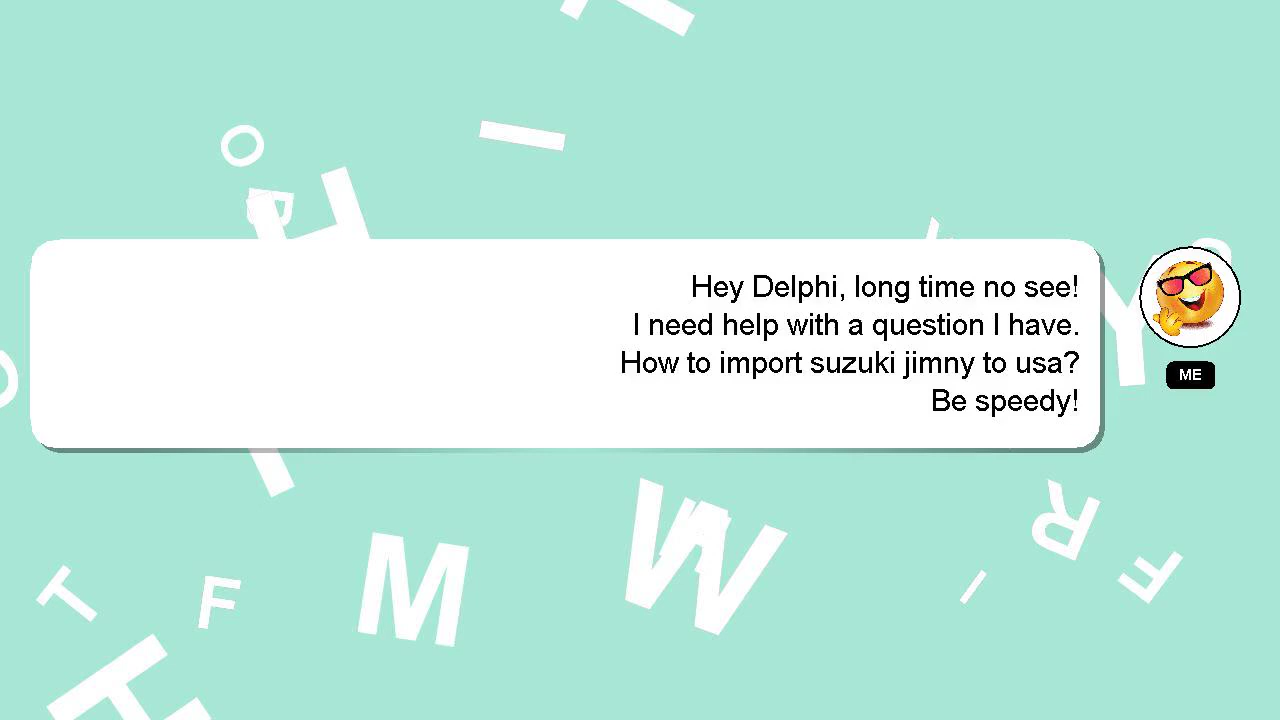 Hey Delphi, long time no see!
I need help with a question I have.
How to import suzuki jimny to usa?
Be speedy!
ME